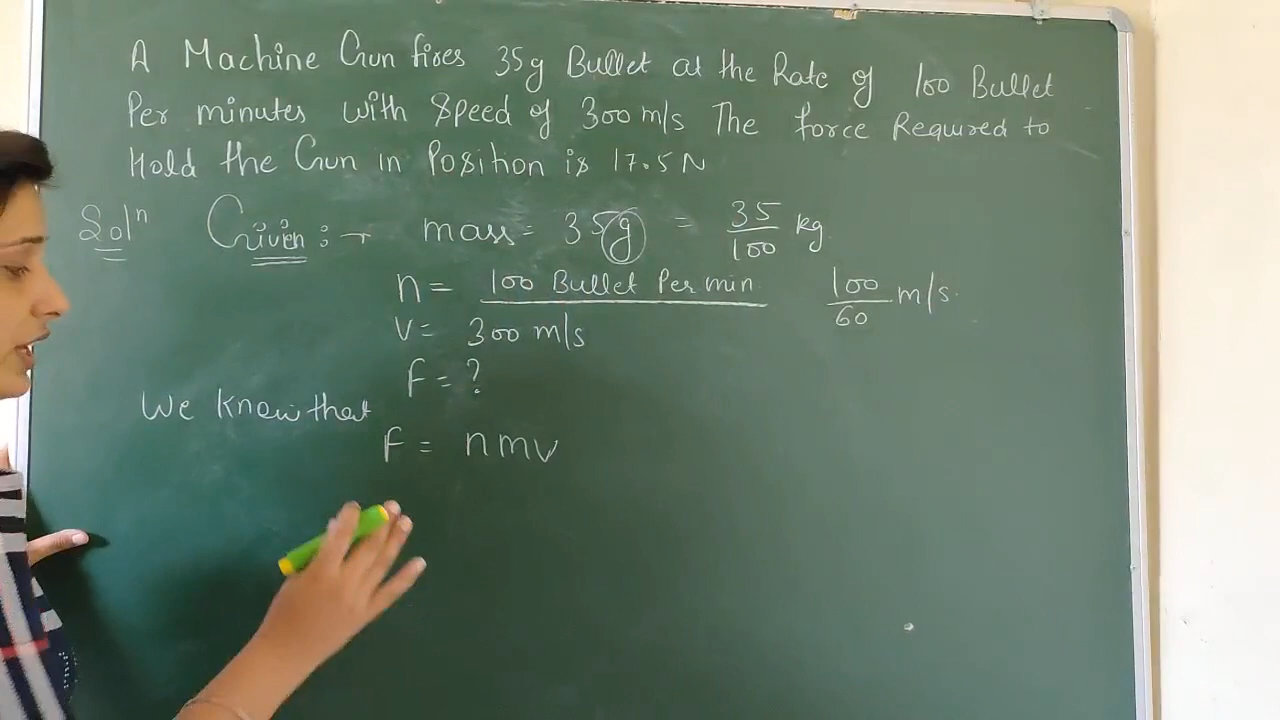 A Machine Gun fires 35g Bullet at the Rate of 100 Bullet
Per minutes with Speed of 300 m/s The force Required to
Hold the Gun in Position is 17.5 N
Solⁿ Given :→ mass = 35g = 35/100 kg
n = 100 Bullet Per min 100/60 m/s.
v = 300 m/s
F = ?
We know that
F = nmv